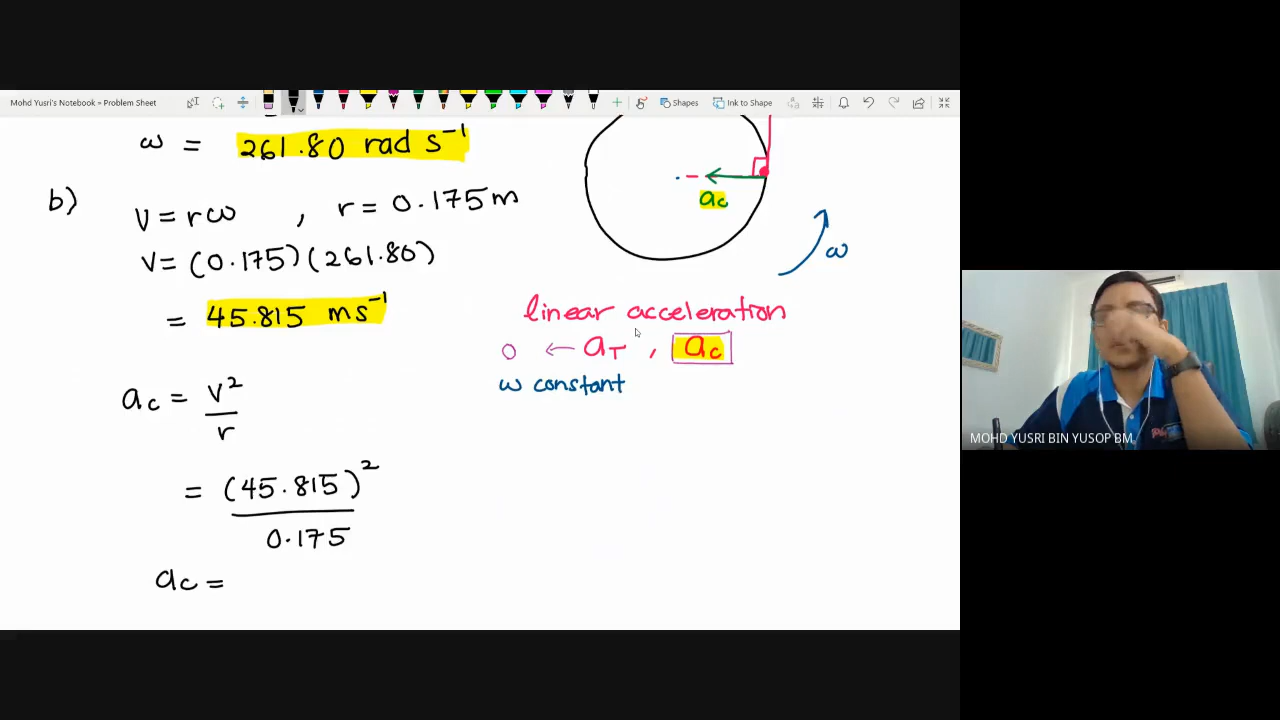 Mohd Yusri's Notebook » Problem Sheet
Shapes
Ink to Shape
ω = 261.80 rad s⁻¹
b) V = rω , r = 0.175 m
V = (0.175)(261.80)
= 45.815 ms⁻¹
ac = v²/r
= (45.815)²/0.175
ac =
ac
ω
linear acceleration
0 ← aT , ac
ω constant
MOHD YUSRI BIN YUSOP BM.